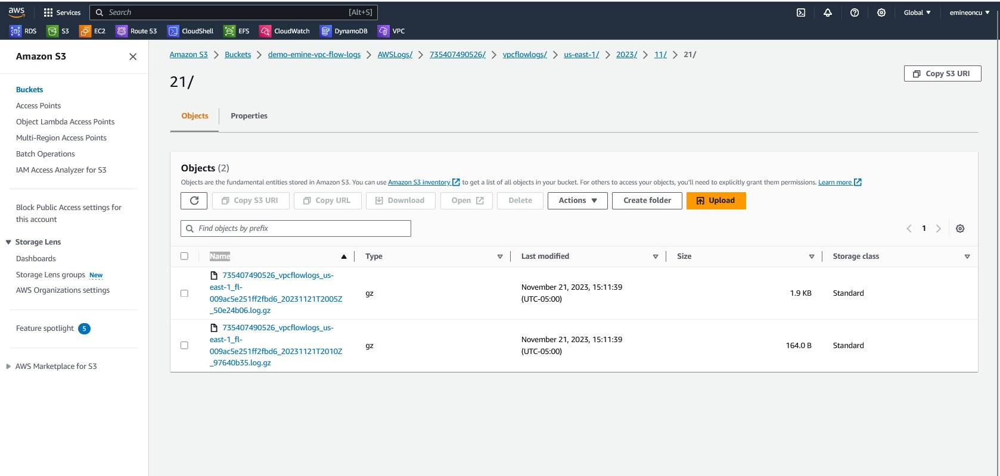 aws
Services
Search
[Alt+S]
Global
emineoncu
RDS
S3
EC2
Route 53
CloudShell
EFS
CloudWatch
DynamoDB
VPC
Amazon S3
Buckets
Access Points
Object Lambda Access Points
Multi-Region Access Points
Batch Operations
IAM Access Analyzer for S3
Block Public Access settings for
this account
Storage Lens
Dashboards
Storage Lens groups New
AWS Organizations settings
Feature spotlight 5
AWS Marketplace for S3
Amazon S3 > Buckets > demo-emine-vpc-flow-logs > AWSLogs/ > 735407490526/ > vpcflowlogs/ > us-east-1/ > 2023/ > 11/ > 21/
21/
Copy S3 URI
Objects
Properties
Objects (2)
Objects are the fundamental entities stored in Amazon S3. You can use Amazon S3 inventory to get a list of all objects in your bucket. For others to access your objects, you'll need to explicitly grant them permissions. Learn more
Copy S3 URI
Copy URL
Download
Open
Delete
Actions
Create folder
Upload
Find objects by prefix
1
Name
Type
Last modified
Size
Storage class
735407490526_vpcflowlogs_us-
east-1_fl-
009ac5e251ff2fbd6_20231121T2005Z
_50e24b06.log.gz
gz
November 21, 2023, 15:11:39
(UTC-05:00)
1.9 KB
Standard
735407490526_vpcflowlogs_us-
east-1_fl-
009ac5e251ff2fbd6_20231121T2010Z
_97640b35.log.gz
gz
November 21, 2023, 15:11:39
(UTC-05:00)
164.0 B
Standard